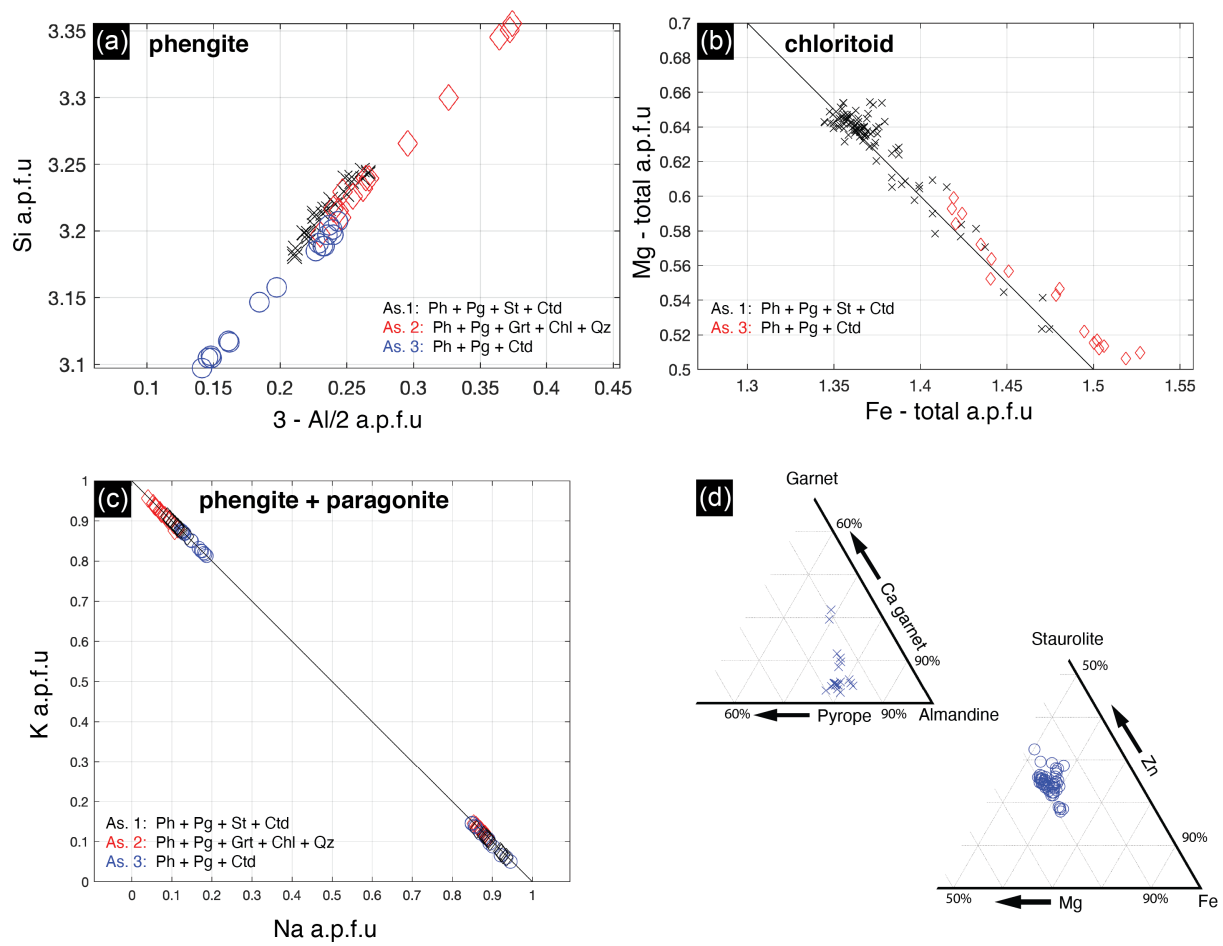 (a) phengite
3.35
3.3
3.25
3.2
3.15
3.1
Si a.p.f.u
0.1 0.15 0.2 0.25 0.3 0.35 0.4 0.45
3 - Al/2 a.p.f.u
As.1: Ph + Pg + St + Ctd
As. 2: Ph + Pg + Grt + Chl + Qz
As. 3: Ph + Pg + Ctd
(b) chloritoid
0.7
0.68
0.66
0.64
0.62
0.6
0.58
0.56
0.54
0.52
0.5
Mg - total a.p.f.u
1.3 1.35 1.4 1.45 1.5 1.55
Fe - total a.p.f.u
As. 1: Ph + Pg + St + Ctd
As. 3: Ph + Pg + Ctd
(c) phengite + paragonite
1
0.9
0.8
0.7
0.6
0.5
0.4
0.3
0.2
0.1
0
K a.p.f.u
0 0.1 0.2 0.3 0.4 0.5 0.6 0.7 0.8 0.9 1
Na a.p.f.u
As. 1: Ph + Pg + St + Ctd
As. 2: Ph + Pg + Grt + Chl + Qz
As. 3: Ph + Pg + Ctd
(d)
Garnet
60%
Ca garnet
90%
60% Pyrope 90% Almandine
Staurolite
50%
Zn
90%
50% Mg 90% Fe